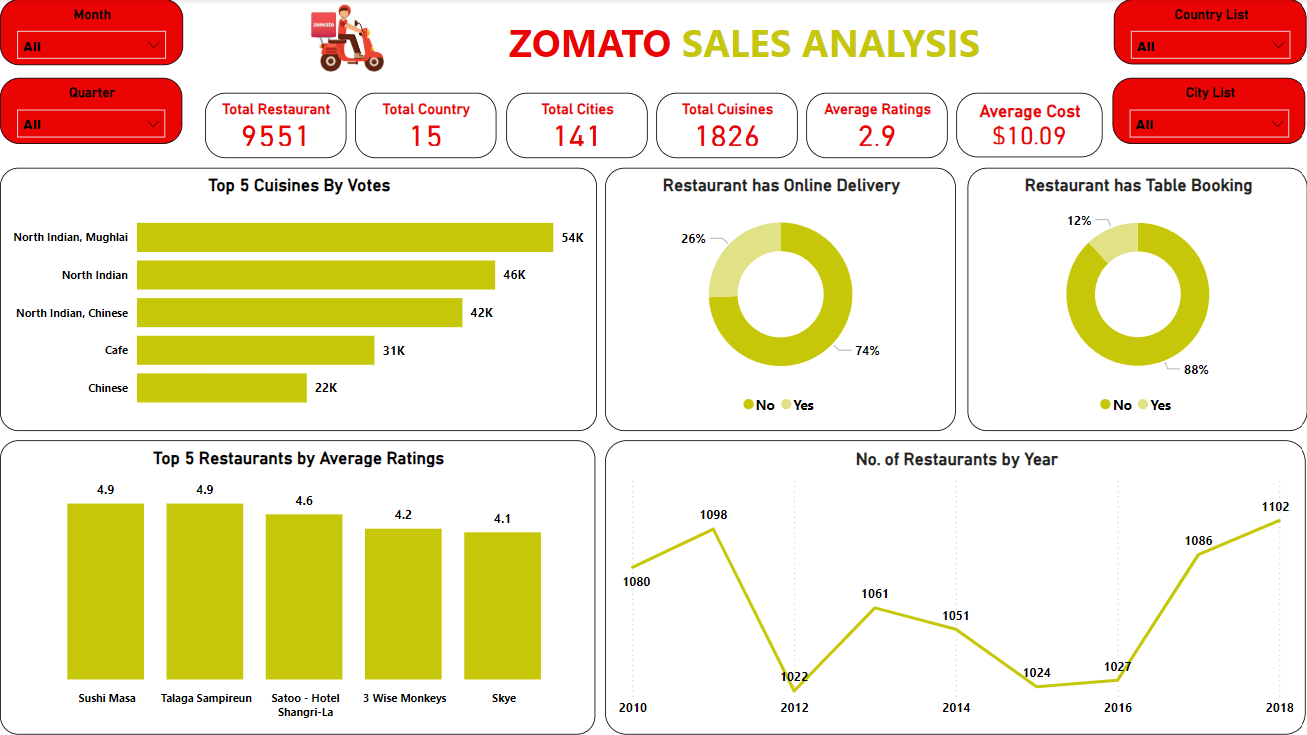 Month
All
Quarter
All
zomato
ZOMATO SALES ANALYSIS
Country List
All
City List
All
Total Restaurant
9551
Total Country
15
Total Cities
141
Total Cuisines
1826
Average Ratings
2.9
Average Cost
$10.09
Top 5 Cuisines By Votes
North Indian, Mughlai 54K
North Indian 46K
North Indian, Chinese 42K
Cafe 31K
Chinese 22K
Restaurant has Online Delivery
26%
74%
No Yes
Restaurant has Table Booking
12%
88%
No Yes
Top 5 Restaurants by Average Ratings
4.9 4.9 4.6 4.2 4.1
Sushi Masa Talaga Sampireun Satoo - Hotel 3 Wise Monkeys Skye
Shangri-La
No. of Restaurants by Year
1080 1098 1022 1061 1051 1024 1027 1086 1102
2010 2012 2014 2016 2018